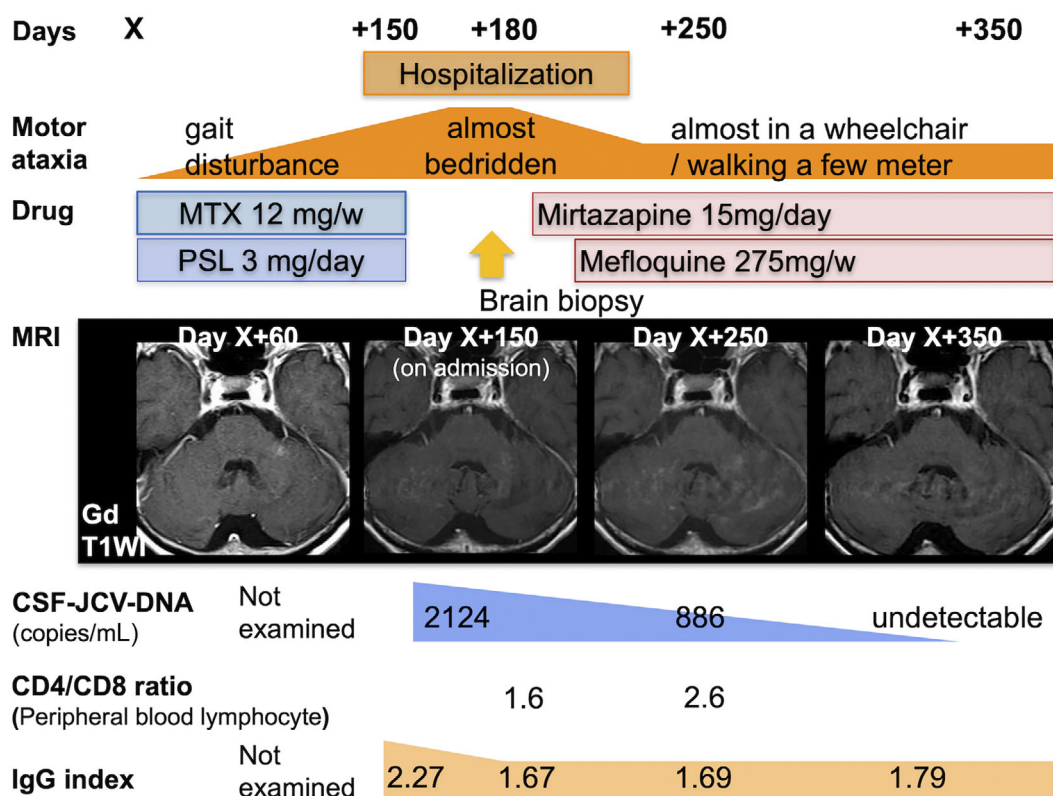 Days X +150 +180 +250 +350
Hospitalization
Motor ataxia
gait disturbance
almost bedridden
almost in a wheelchair / walking a few meter
Drug
MTX 12 mg/w
PSL 3 mg/day
Mirtazapine 15mg/day
Mefloquine 275mg/w
Brain biopsy
MRI
Day X+60
Day X+150
(on admission)
Day X+250
Day X+350
Gd
T1WI
CSF-JCV-DNA
(copies/mL)
Not examined
2124
886
undetectable
CD4/CD8 ratio
(Peripheral blood lymphocyte)
1.6
2.6
IgG index
Not examined
2.27
1.67
1.69
1.79